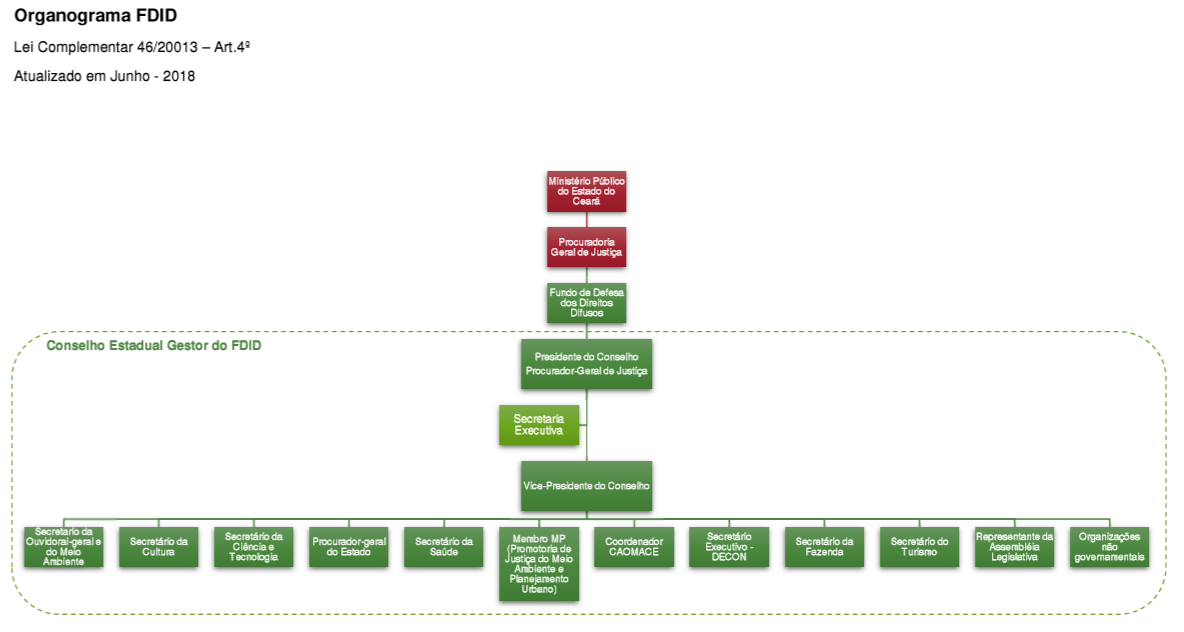 Organograma FDID
Lei Complementar 46/20013 – Art.4º
Atualizado em Junho - 2018
Ministério Público
do Estado do
Ceará
Procuradoria
Geral de Justiça
Fundo de Defesa
dos Direitos
Difusos
Conselho Estadual Gestor do FDID
Presidente do Conselho
Procurador-Geral de Justiça
Secretaria
Executiva
Vice-Presidente do Conselho
Secretário da
Ouvidoral-geral e
do Meio
Ambiente
Secretário da
Cultura
Secretário da
Ciência e
Tecnologia
Procurador-geral
do Estado
Secretário da
Saúde
Membro MP
(Promotoria de
Justiça do Meio
Ambiente e
Planejamento
Urbano)
Coordenador
CAOMACE
Secretário
Executivo -
DECON
Secretário da
Fazenda
Secretário do
Turismo
Representante da
Assembléia
Legislativa
Organizações
não
governamentais